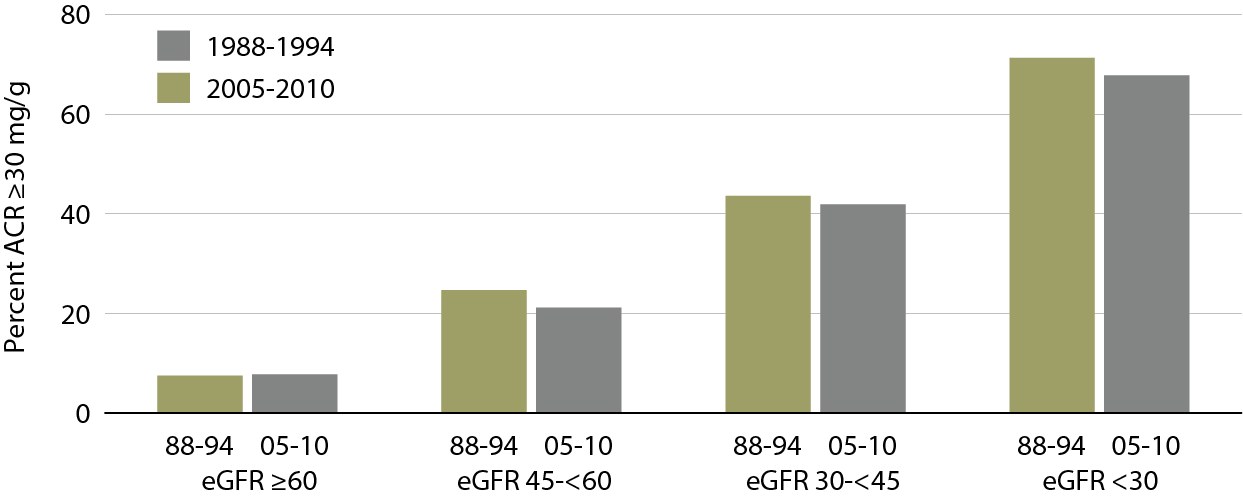 Percent ACR ≥30 mg/g
80
60
40
20
0
1988-1994
2005-2010
88-94 05-10 88-94 05-10 88-94 05-10 88-94 05-10
eGFR ≥60 eGFR 45-<60 eGFR 30-<45 eGFR <30